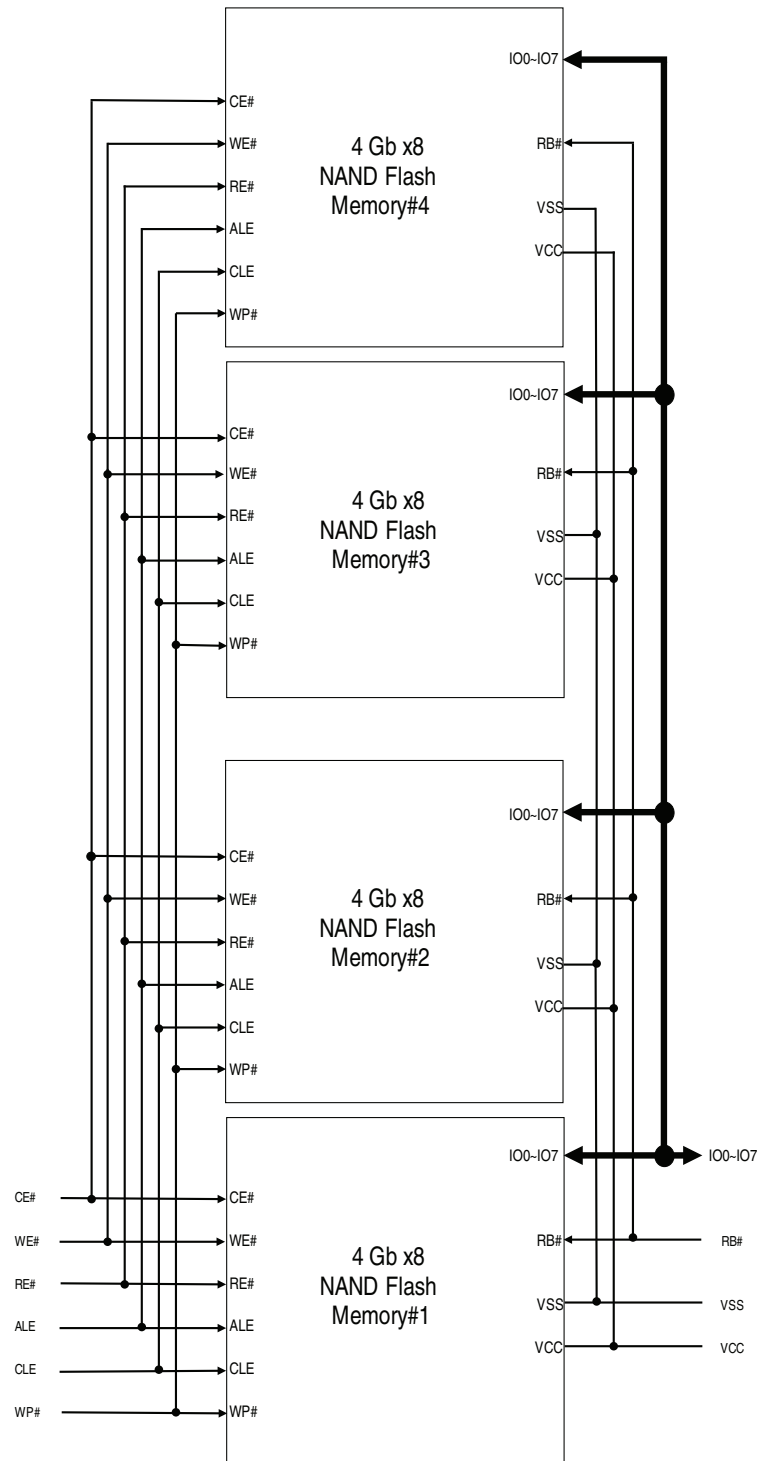 IO0~IO7
CE#
WE#
RB#
4 Gb x8
NAND Flash
Memory#4
RE#
VSS
ALE
VCC
CLE
WP#
IO0~IO7
CE#
WE#
RB#
4 Gb x8
NAND Flash
Memory#3
RE#
VSS
ALE
VCC
CLE
WP#
IO0~IO7
CE#
WE#
RB#
4 Gb x8
NAND Flash
Memory#2
RE#
VSS
ALE
VCC
CLE
WP#
IO0~IO7
IO0~IO7
CE#
CE#
WE#
WE#
RB#
RB#
4 Gb x8
NAND Flash
Memory#1
RE#
RE#
VSS
VSS
ALE
ALE
VCC
VCC
CLE
CLE
WP#
WP#